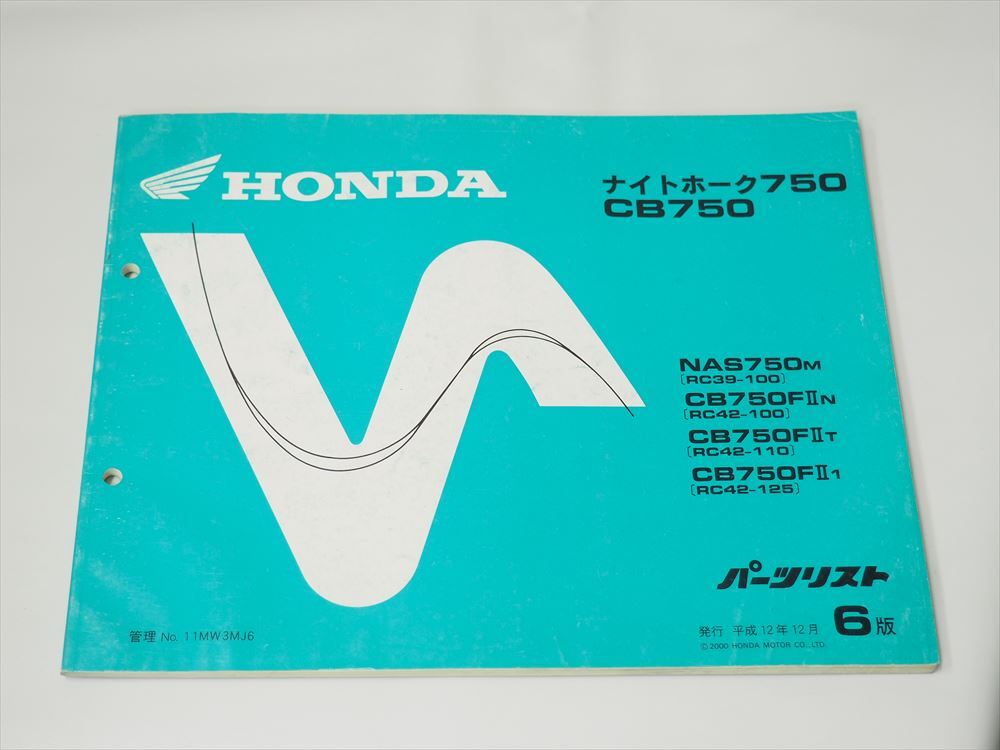 HONDA
ナイトホーク750
CB750
NAS750M
[RC39-100]
CB750FⅡN
[RC42-100]
CB750FⅡT
[RC42-110]
CB750FⅡ1
[RC42-125]
パーツリスト
管理 No. 11MW3MJ6
発行 平成12年12月 6版
©2000 HONDA MOTOR CO.,LTD.